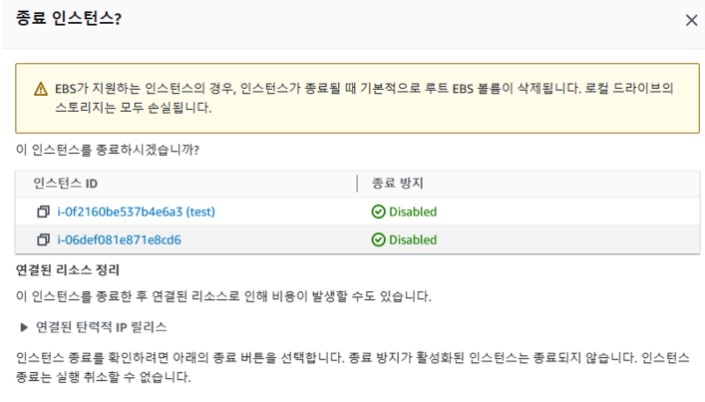 종료 인스턴스?
EBS가 지원하는 인스턴스의 경우, 인스턴스가 종료될 때 기본적으로 루트 EBS 볼륨이 삭제됩니다. 로컬 드라이브의
스토리지는 모두 손실됩니다.
이 인스턴스를 종료하시겠습니까?
인스턴스 ID 종료 방지
i-0f2160be537b4e6a3 (test) Disabled
i-06def081e871e8cd6 Disabled
연결된 리소스 정리
이 인스턴스를 종료한 후 연결된 리소스로 인해 비용이 발생할 수도 있습니다.
연결된 탄력적 IP 릴리스
인스턴스 종료를 확인하려면 아래의 종료 버튼을 선택합니다. 종료 방지가 활성화된 인스턴스는 종료되지 않습니다. 인스턴스
종료는 실행 취소할 수 없습니다.